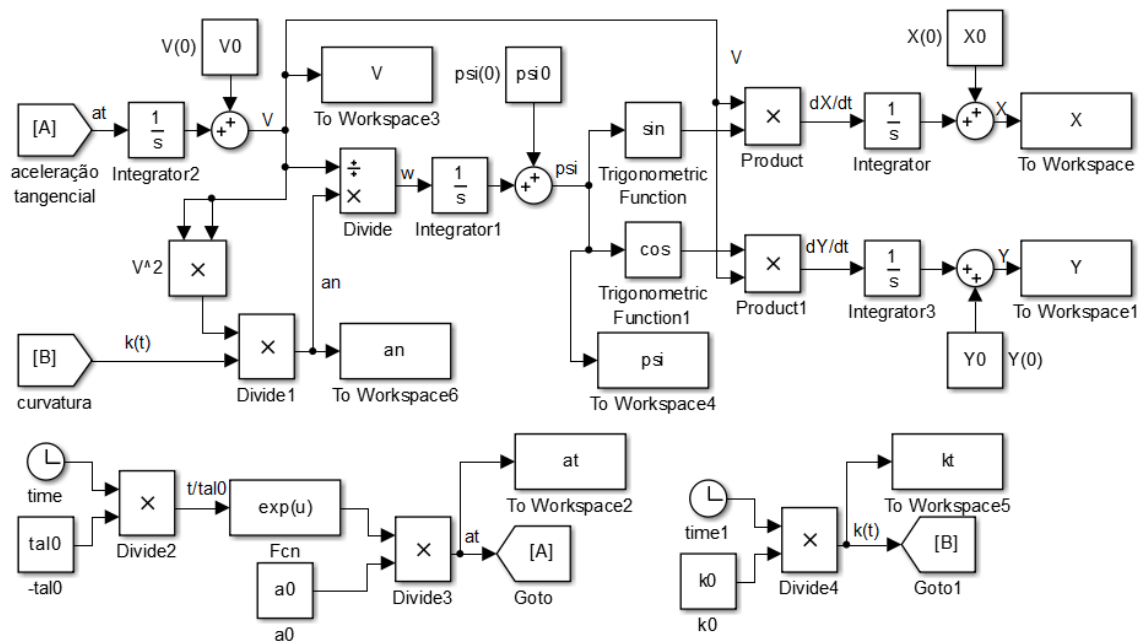 V(0)
V0
[A]
at
1
s
++
V
aceleração
tangencial
Integrator2
V
To Workspace3
psi(0)
psi0
÷
×
Divide
w
1
s
Integrator1
++
psi
sin
Trigonometric
Function
V
×
Product
dX/dt
1
s
Integrator
X(0)
X0
++
X
X
To Workspace
V^2
×
an
cos
Trigonometric
Function1
×
Product1
dY/dt
1
s
Integrator3
++
Y
Y
To Workspace1
Y0
Y(0)
[B]
curvatura
k(t)
×
Divide1
an
To Workspace6
psi
To Workspace4
time
tal0
-tal0
×
Divide2
t/tal0
exp(u)
Fcn
a0
a0
×
Divide3
at
at
To Workspace2
[A]
Goto
time1
k0
k0
×
Divide4
k(t)
kt
To Workspace5
[B]
Goto1